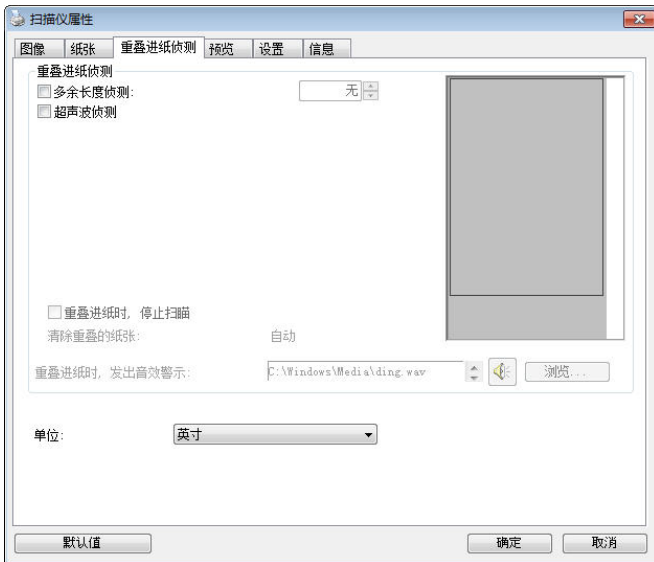 扫描仪属性
图像 纸张 重叠进纸侦测 预览 设置 信息
重叠进纸侦测
多余长度侦测: 无
超声波侦测
重叠进纸时, 停止扫瞄
清除重叠的纸张: 自动
重叠进纸时, 发出音效警示: C:\Windows\Media\ding.wav 浏览...
单位: 英寸
默认值 确定 取消